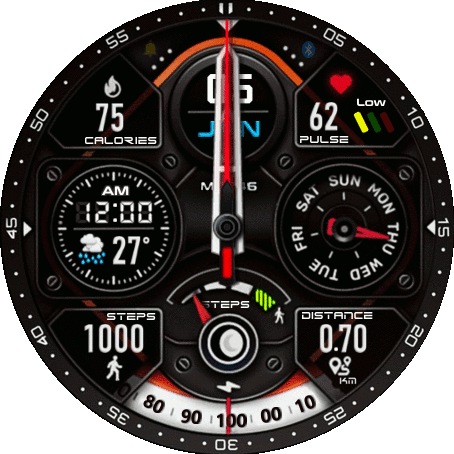 55
05
50
10
75
CALORIES
JAN
62
PULSE
Low
45
15
AM
12:00
27°
SUN MON THU WED TUE FRI SAT
STEPS
STEPS
1000
DISTANCE
0.70
KM
40
20
80 90 100 00 10
35
25
30